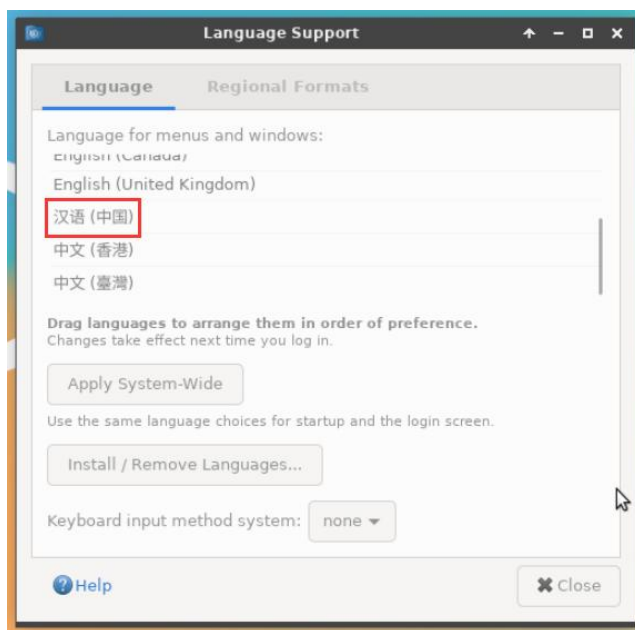 Language Support
Language Regional Formats
Language for menus and windows:
English (Canada)
English (United Kingdom)
汉语 (中国)
中文 (香港)
中文 (臺灣)
Drag languages to arrange them in order of preference.
Changes take effect next time you log in.
Apply System-Wide
Use the same language choices for startup and the login screen.
Install / Remove Languages...
Keyboard input method system: none
Help Close